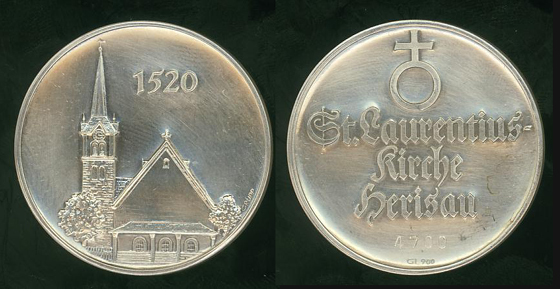 1520
St. Laurentius-
Kirche
Herisau